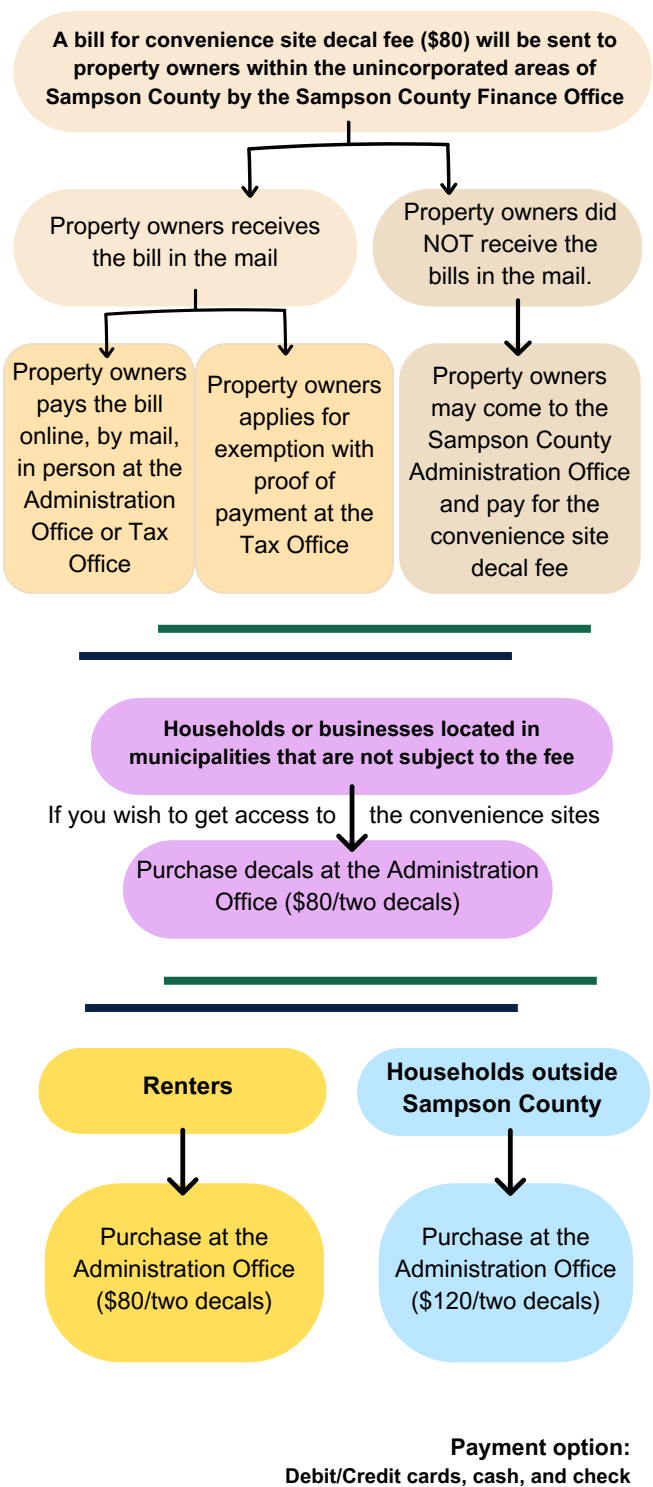 A bill for convenience site decal fee ($80) will be sent to
property owners within the unincorporated areas of
Sampson County by the Sampson County Finance Office
Property owners receives
the bill in the mail
Property owners did
NOT receive the
bills in the mail.
Property owners
pays the bill
online, by mail,
in person at the
Administration
Office or Tax
Office
Property owners
applies for
exemption with
proof of
payment at the
Tax Office
Property owners
may come to the
Sampson County
Administration Office
and pay for the
convenience site
decal fee
Households or businesses located in
municipalities that are not subject to the fee
If you wish to get access to the convenience sites
Purchase decals at the Administration
Office ($80/two decals)
Renters
Purchase at the
Administration Office
($80/two decals)
Households outside
Sampson County
Purchase at the
Administration Office
($120/two decals)
Payment option:
Debit/Credit cards, cash, and check